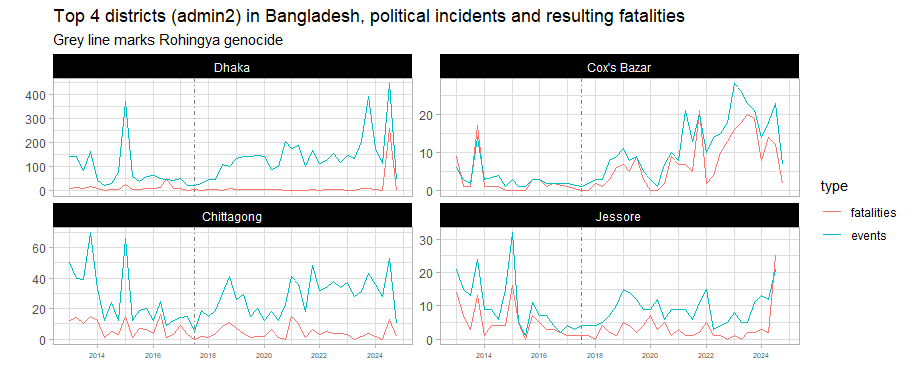 Top 4 districts (admin2) in Bangladesh, political incidents and resulting fatalities
Grey line marks Rohingya genocide
Dhaka
400
300
200
100
0
Cox's Bazar
20
10
0
Chittagong
60
40
20
0
2014 2016 2018 2020 2022 2024
Jessore
30
20
10
0
2014 2016 2018 2020 2022 2024
type
fatalities
events